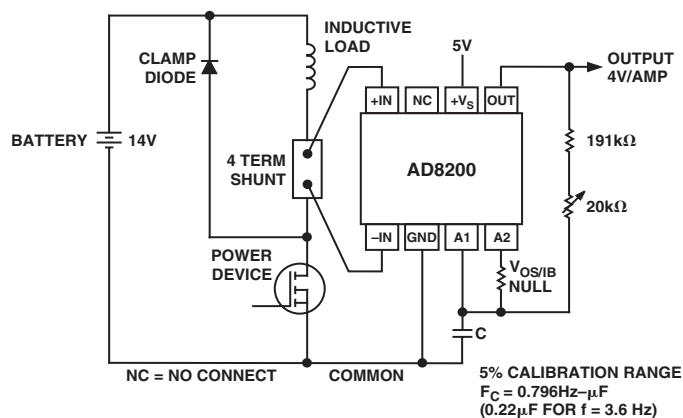 INDUCTIVE
LOAD
CLAMP
DIODE
5V
OUTPUT
4V/AMP
+IN
NC
+VS
OUT
BATTERY
14V
4 TERM
SHUNT
AD8200
191kΩ
20kΩ
–IN
GND
A1
A2
POWER
DEVICE
VOS/IB
NULL
C
NC = NO CONNECT
COMMON
5% CALIBRATION RANGE
FC = 0.796Hz–μF
(0.22μF FOR f = 3.6 Hz)